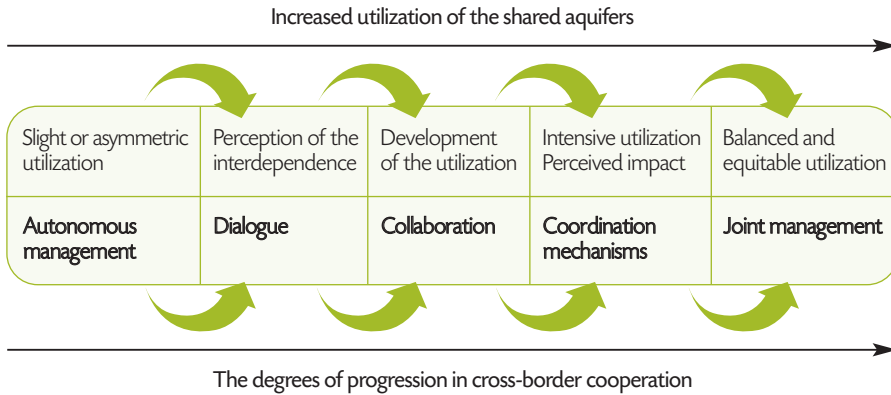 Increased utilization of the shared aquifers
Slight or asymmetric
utilization
Perception of the
interdependence
Development
of the utilization
Intensive utilization
Perceived impact
Balanced and
equitable utilization
Autonomous
management
Dialogue
Collaboration
Coordination
mechanisms
Joint management
The degrees of progression in cross-border cooperation